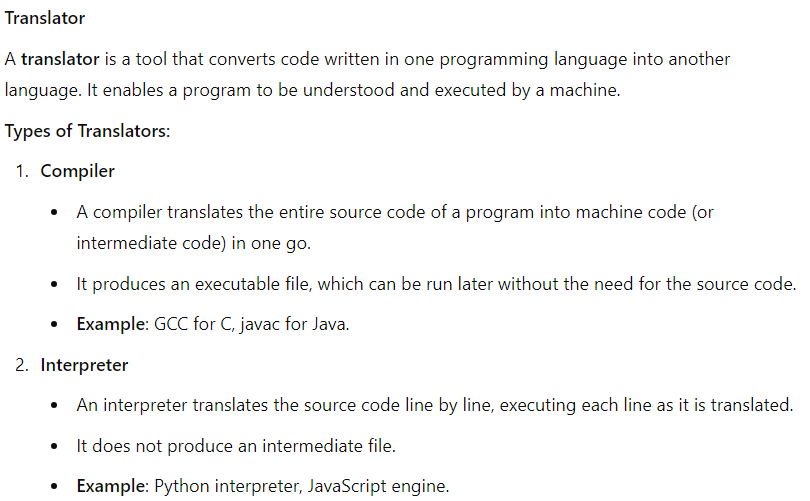 Translator
A translator is a tool that converts code written in one programming language into another
language. It enables a program to be understood and executed by a machine.
Types of Translators:
1. Compiler
• A compiler translates the entire source code of a program into machine code (or
intermediate code) in one go.
• It produces an executable file, which can be run later without the need for the source code.
• Example: GCC for C, javac for Java.
2. Interpreter
• An interpreter translates the source code line by line, executing each line as it is translated.
• It does not produce an intermediate file.
• Example: Python interpreter, JavaScript engine.